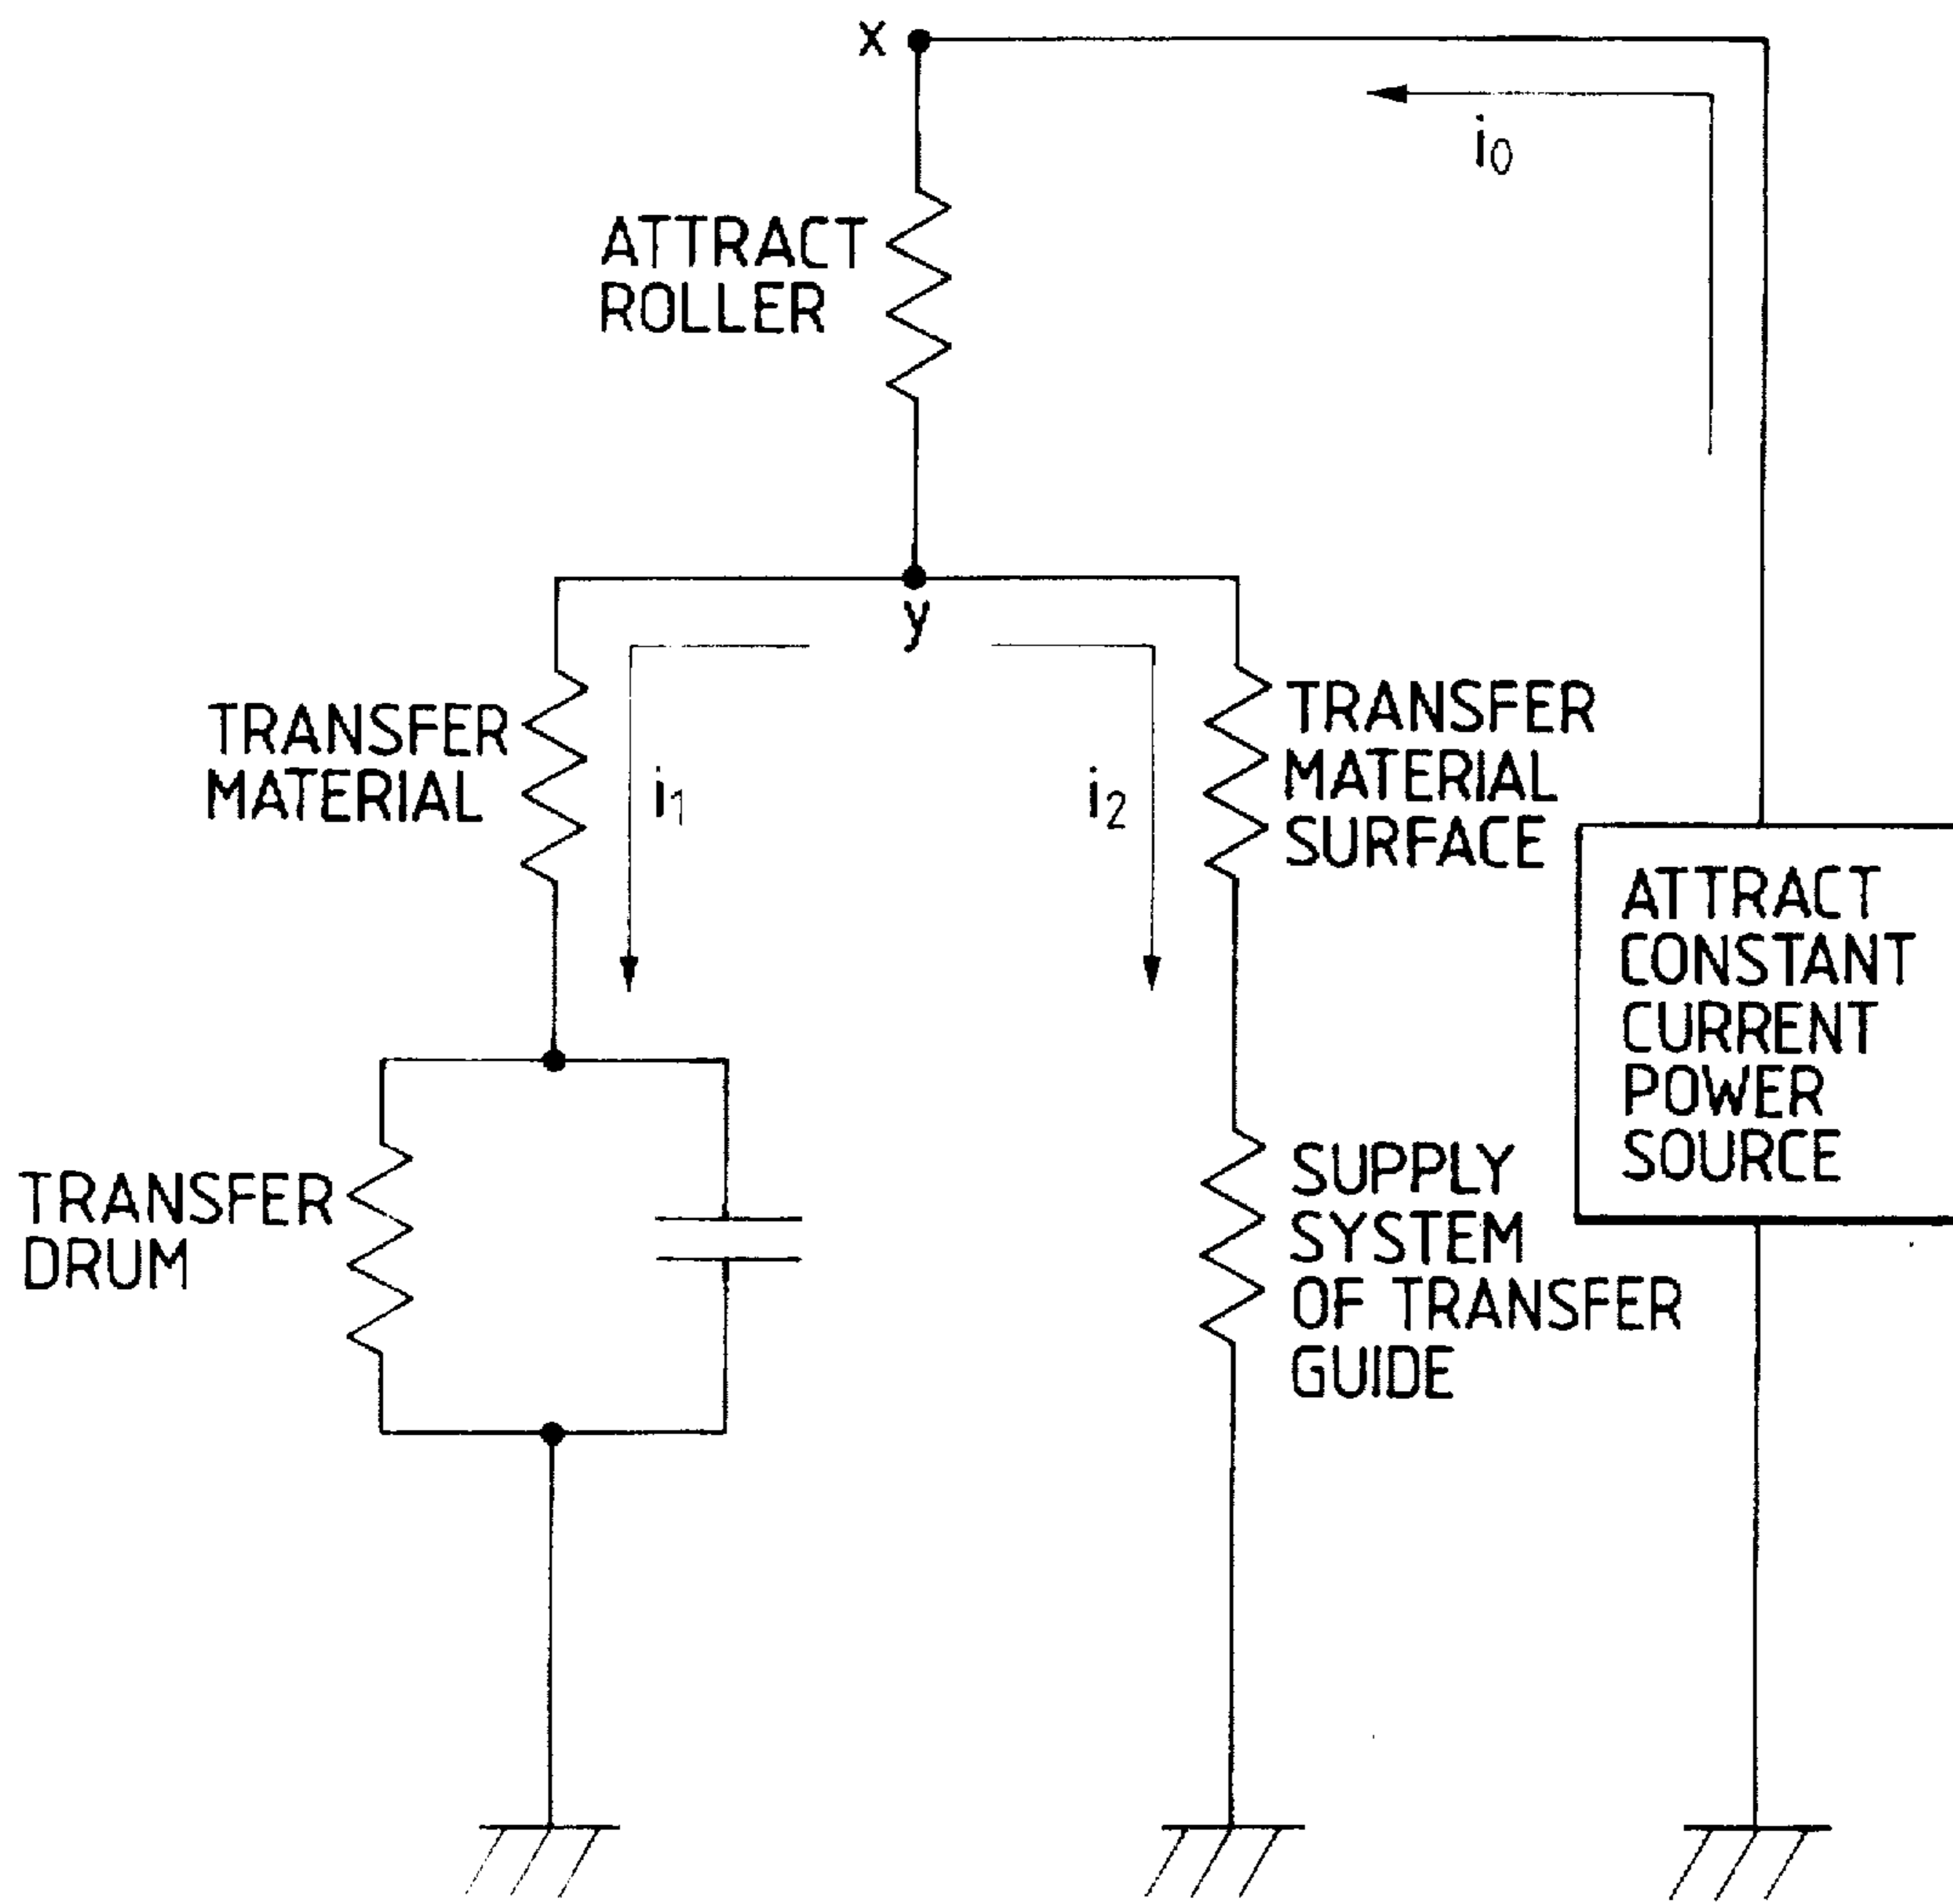 x
i0
ATTRACT
ROLLER
y
TRANSFER
MATERIAL
i1
i2
TRANSFER
MATERIAL
SURFACE
ATTRACT
CONSTANT
CURRENT
POWER
SOURCE
TRANSFER
DRUM
SUPPLY
SYSTEM
OF TRANSFER
GUIDE